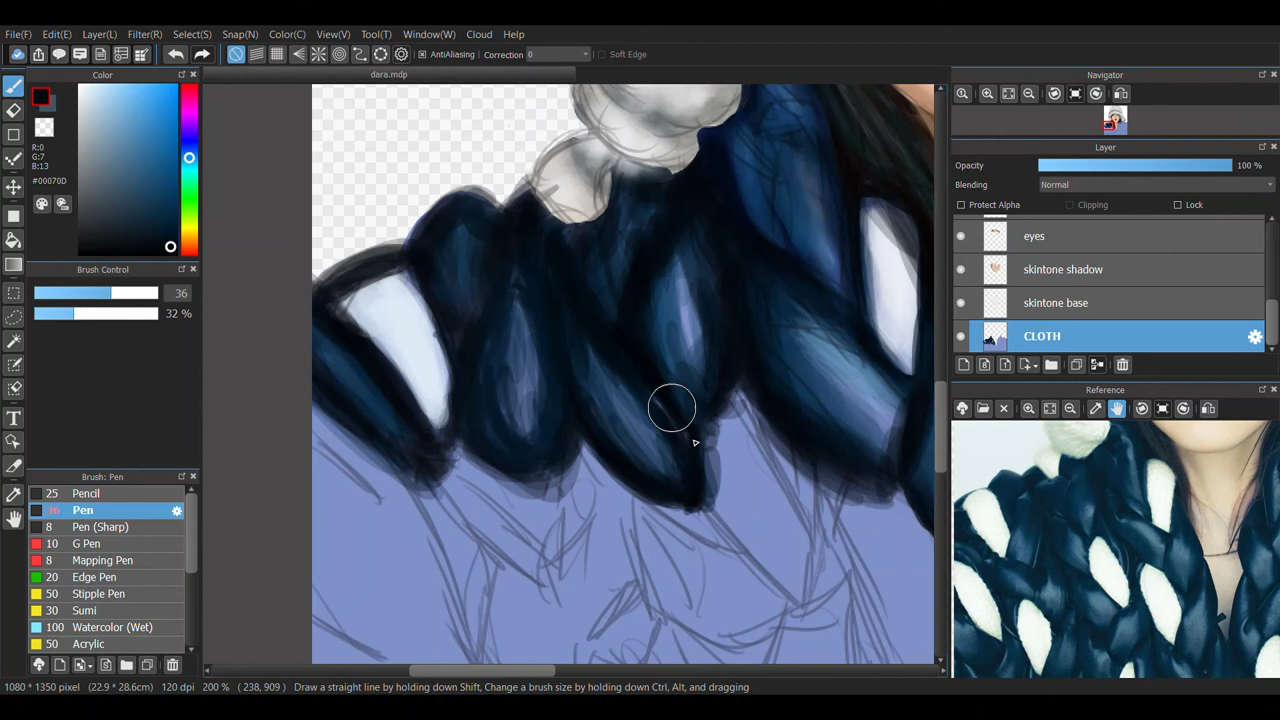 File(F) Edit(E) Layer(L) Filter(R) Select(S) Snap(N) Color(C) View(V) Tool(T) Window(W) Cloud Help
AntiAliasing Correction 0 Soft Edge
Color
dara.mdp
Navigator
R:0
G:7
B:13
#00070D
Layer
Opacity 100 %
Blending Normal
Protect Alpha Clipping Lock
eyes
skintone shadow
skintone base
CLOTH
Brush Control
36
32 %
Reference
Brush: Pen
25 Pencil
36 Pen
8 Pen (Sharp)
10 G Pen
8 Mapping Pen
20 Edge Pen
50 Stipple Pen
30 Sumi
100 Watercolor (Wet)
50 Acrylic
1080 * 1350 pixel (22.9 * 28.6cm) 120 dpi 200 % ( 238, 909 ) Draw a straight line by holding down Shift, Change a brush size by holding down Ctrl, Alt, and dragging